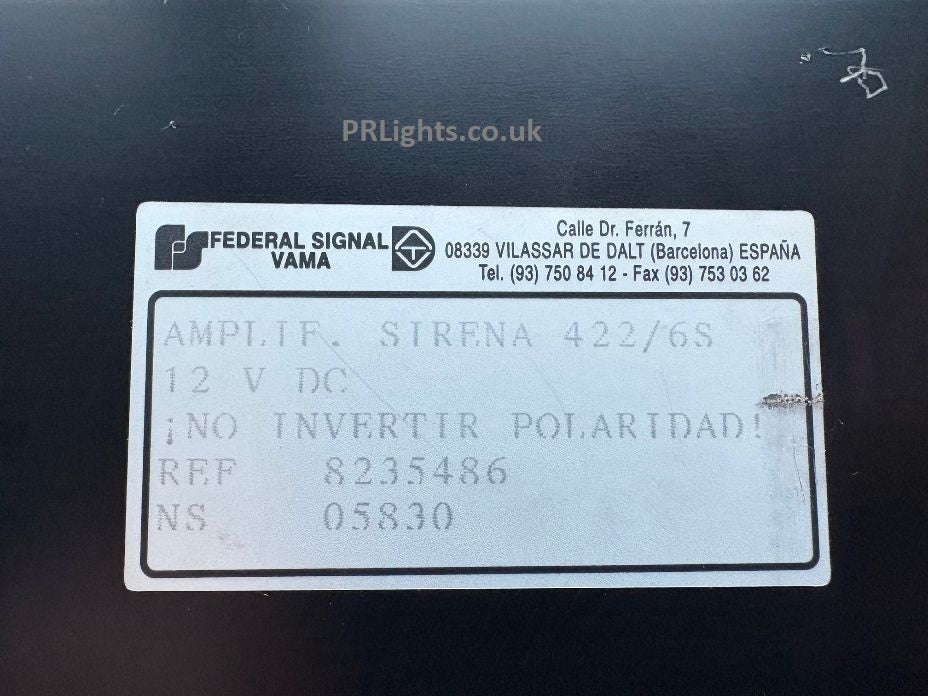 PRLights.co.uk
FEDERAL SIGNAL
VAMA
Calle Dr. Ferrán, 7
08339 VILASSAR DE DALT (Barcelona) ESPAÑA
Tel. (93) 750 84 12 - Fax (93) 753 03 62
AMPLIF. SIRENA 422/6S
12 V DC
¡NO INVERTIR POLARIDAD!
REF 8235486
NS 05830